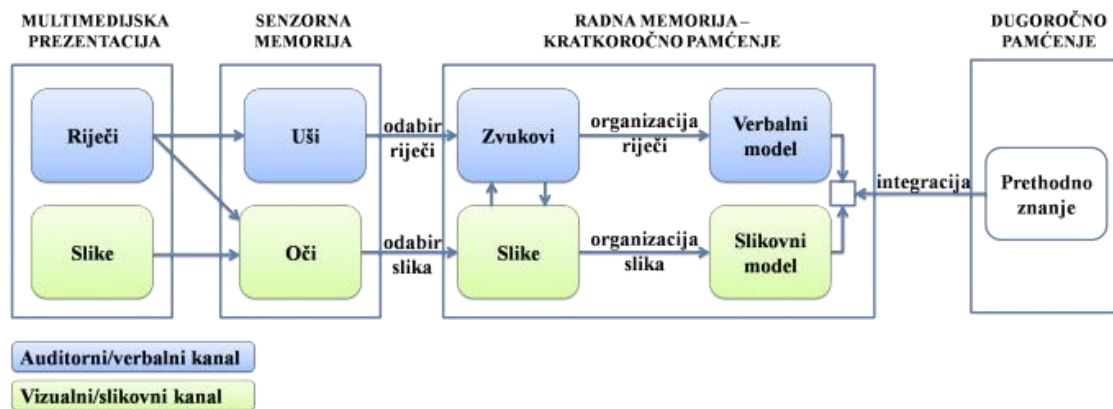 MULTIMEDIJSKA
PREZENTACIJA
SENZORNA
MEMORIJA
RADNA MEMORIJA –
KRATKOROČNO PAMĆENJE
DUGOROČNO
PAMĆENJE
Riječi
Uši
odabir
riječi
Zvukovi
organizacija
riječi
Verbalni
model
integracija
Prethodno
znanje
Slike
Oči
odabir
slika
Slike
organizacija
slika
Slikovni
model
Auditorni/verbalni kanal
Vizualni/slikovni kanal